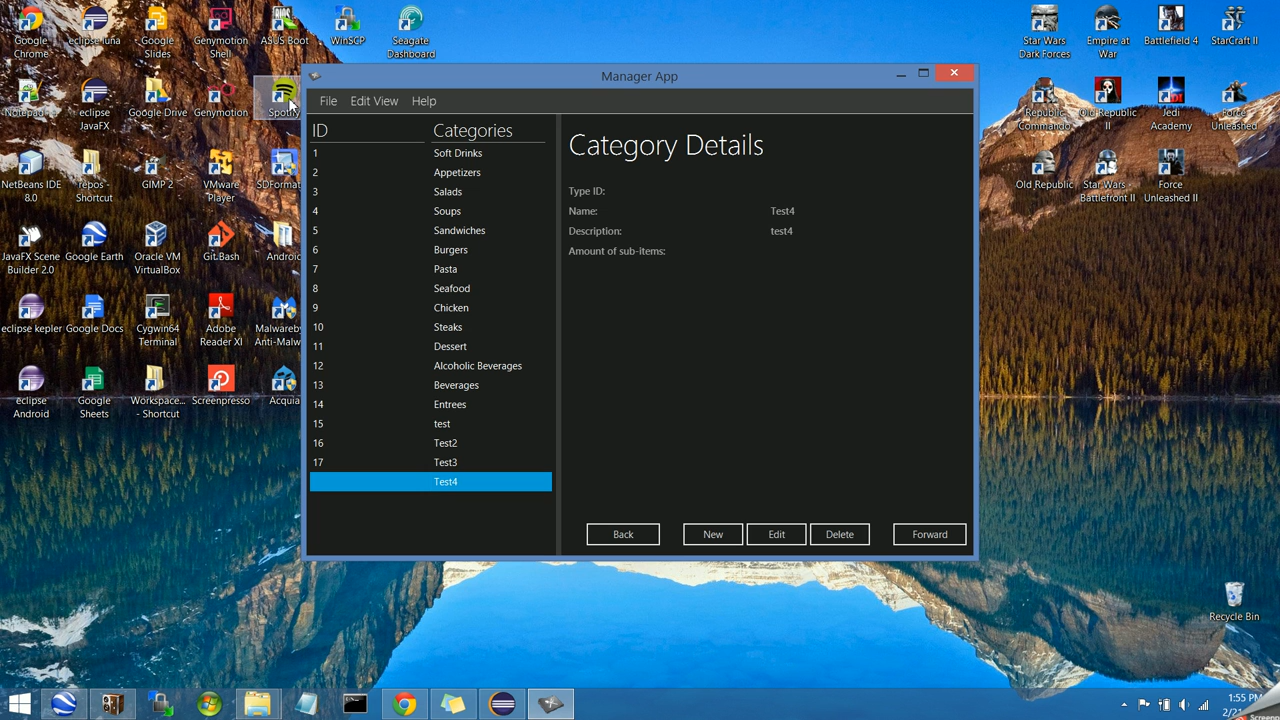 Google Chrome
eclipse luna
Google Slides
Genymotion Shell
ASUS Boot
WinSCP
Seagate Dashboard
Star Wars Dark Forces
Empire at War
Battlefield 4
StarCraft II
Manager App
File Edit View Help
Notepad
eclipse JavaFX
Google Drive
Genymotion
Spotify
Republic Commando
Old Republic II
Jedi Academy
Force Unleashed
ID Categories
1 Soft Drinks
2 Appetizers
3 Salads
4 Soups
5 Sandwiches
6 Burgers
7 Pasta
8 Seafood
9 Chicken
10 Steaks
11 Dessert
12 Alcoholic Beverages
13 Beverages
14 Entrees
15 test
16 Test2
17 Test3
Test4
Category Details
Type ID:
Name: Test4
Description: test4
Amount of sub-items:
Back New Edit Delete Forward
NetBeans IDE 8.0
repos - Shortcut
GIMP 2
VMware Player
SDFormat
Old Republic
Star Wars - Battlefront II
Force Unleashed II
JavaFX Scene Builder 2.0
Google Earth
Oracle VM VirtualBox
Git Bash
Androi
eclipse kepler
Google Docs
Cygwin64 Terminal
Adobe Reader XI
Malwareb Anti-Malw
eclipse Android
Google Sheets
Workspace... - Shortcut
Screenpresso
Acquia
Recycle Bin
1:55 PM
2/21